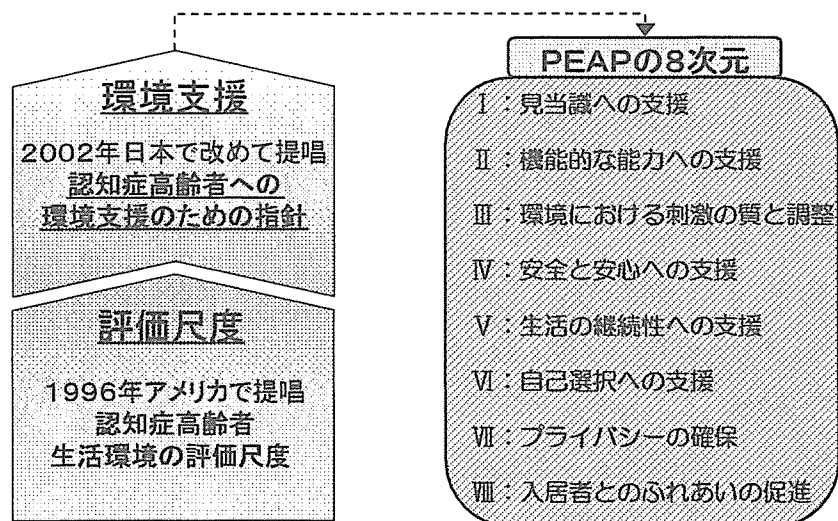 環境支援
2002年日本で改めて提唱
認知症高齢者への
環境支援のための指針
評価尺度
1996年アメリカで提唱
認知症高齢者
生活環境の評価尺度
PEAPの8次元
Ⅰ：見当識への支援
Ⅱ：機能的な能力への支援
Ⅲ：環境における刺激の質と調整
Ⅳ：安全と安心への支援
Ⅴ：生活の継続性への支援
Ⅵ：自己選択への支援
Ⅶ：プライバシーの確保
Ⅷ：入居者とのふれあいの促進